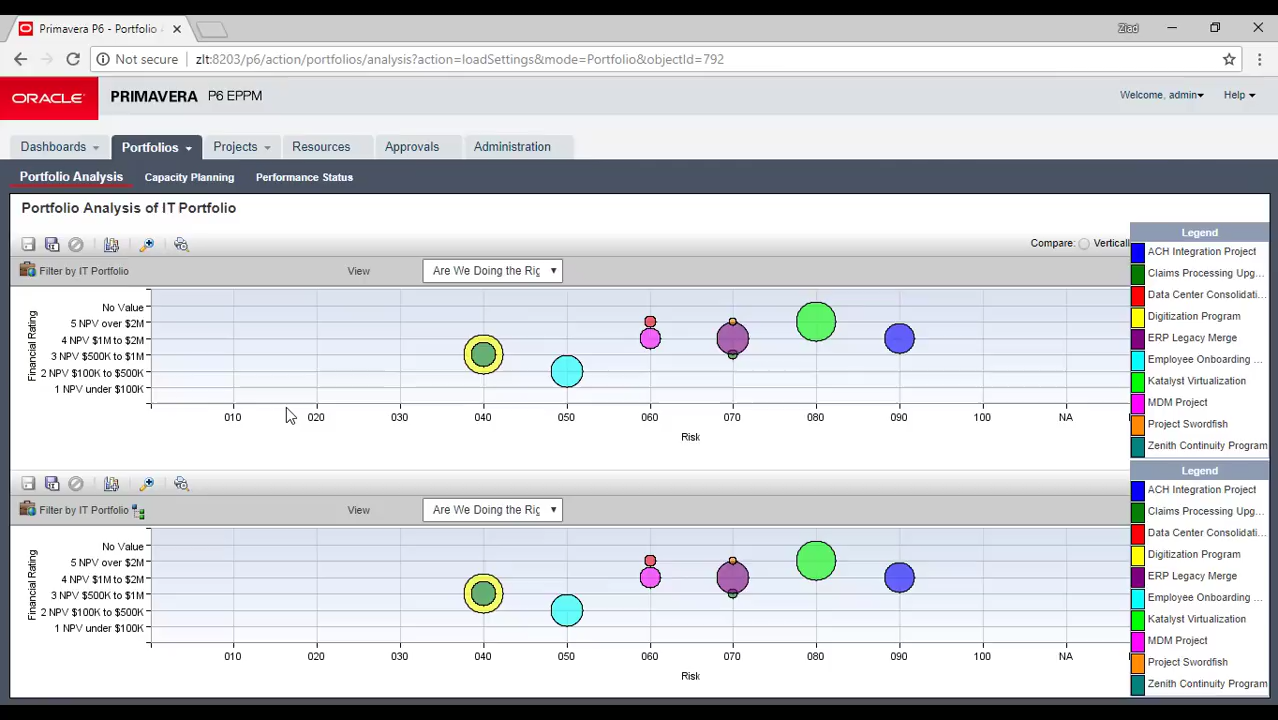 Primavera P6 - Portfolio
Ziad
Not secure
zlt:8203/p6/action/portfolios/analysis?action=loadSettings&mode=Portfolio&objectId=792
ORACLE
PRIMAVERA P6 EPPM
Welcome, admin
Help
Dashboards
Portfolios
Projects
Resources
Approvals
Administration
Portfolio Analysis
Capacity Planning
Performance Status
Portfolio Analysis of IT Portfolio
Compare: Verticall
Filter by IT Portfolio
View
Are We Doing the Rig
Financial Rating
No Value
5 NPV over $2M
4 NPV $1M to $2M
3 NPV $500K to $1M
2 NPV $100K to $500K
1 NPV under $100K
010 020 030 040 050 060 070 080 090 100 NA
Risk
Legend
ACH Integration Project
Claims Processing Upg...
Data Center Consolidati...
Digitization Program
ERP Legacy Merge
Employee Onboarding ...
Katalyst Virtualization
MDM Project
Project Swordfish
Zenith Continuity Program
Filter by IT Portfolio
View
Are We Doing the Rig
Financial Rating
No Value
5 NPV over $2M
4 NPV $1M to $2M
3 NPV $500K to $1M
2 NPV $100K to $500K
1 NPV under $100K
010 020 030 040 050 060 070 080 090 100 NA
Risk
Legend
ACH Integration Project
Claims Processing Upg...
Data Center Consolidati...
Digitization Program
ERP Legacy Merge
Employee Onboarding ...
Katalyst Virtualization
MDM Project
Project Swordfish
Zenith Continuity Program